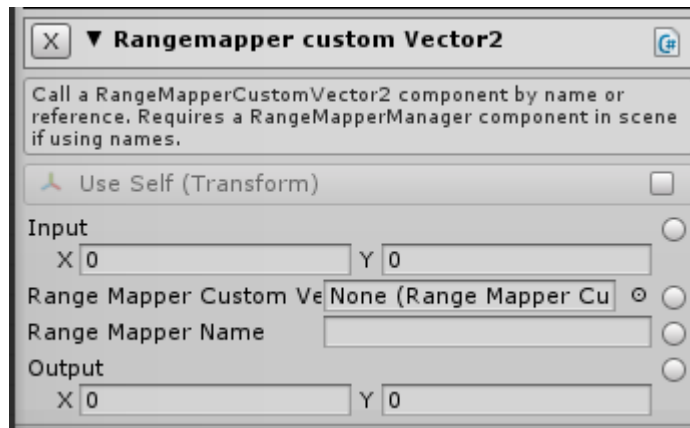 X ▼ Rangemapper custom Vector2 C#
Call a RangeMapperCustomVector2 component by name or
reference. Requires a RangeMapperManager component in scene
if using names.
Use Self (Transform)
Input
X 0 Y 0
Range Mapper Custom Ve None (Range Mapper Cu
Range Mapper Name
Output
X 0 Y 0